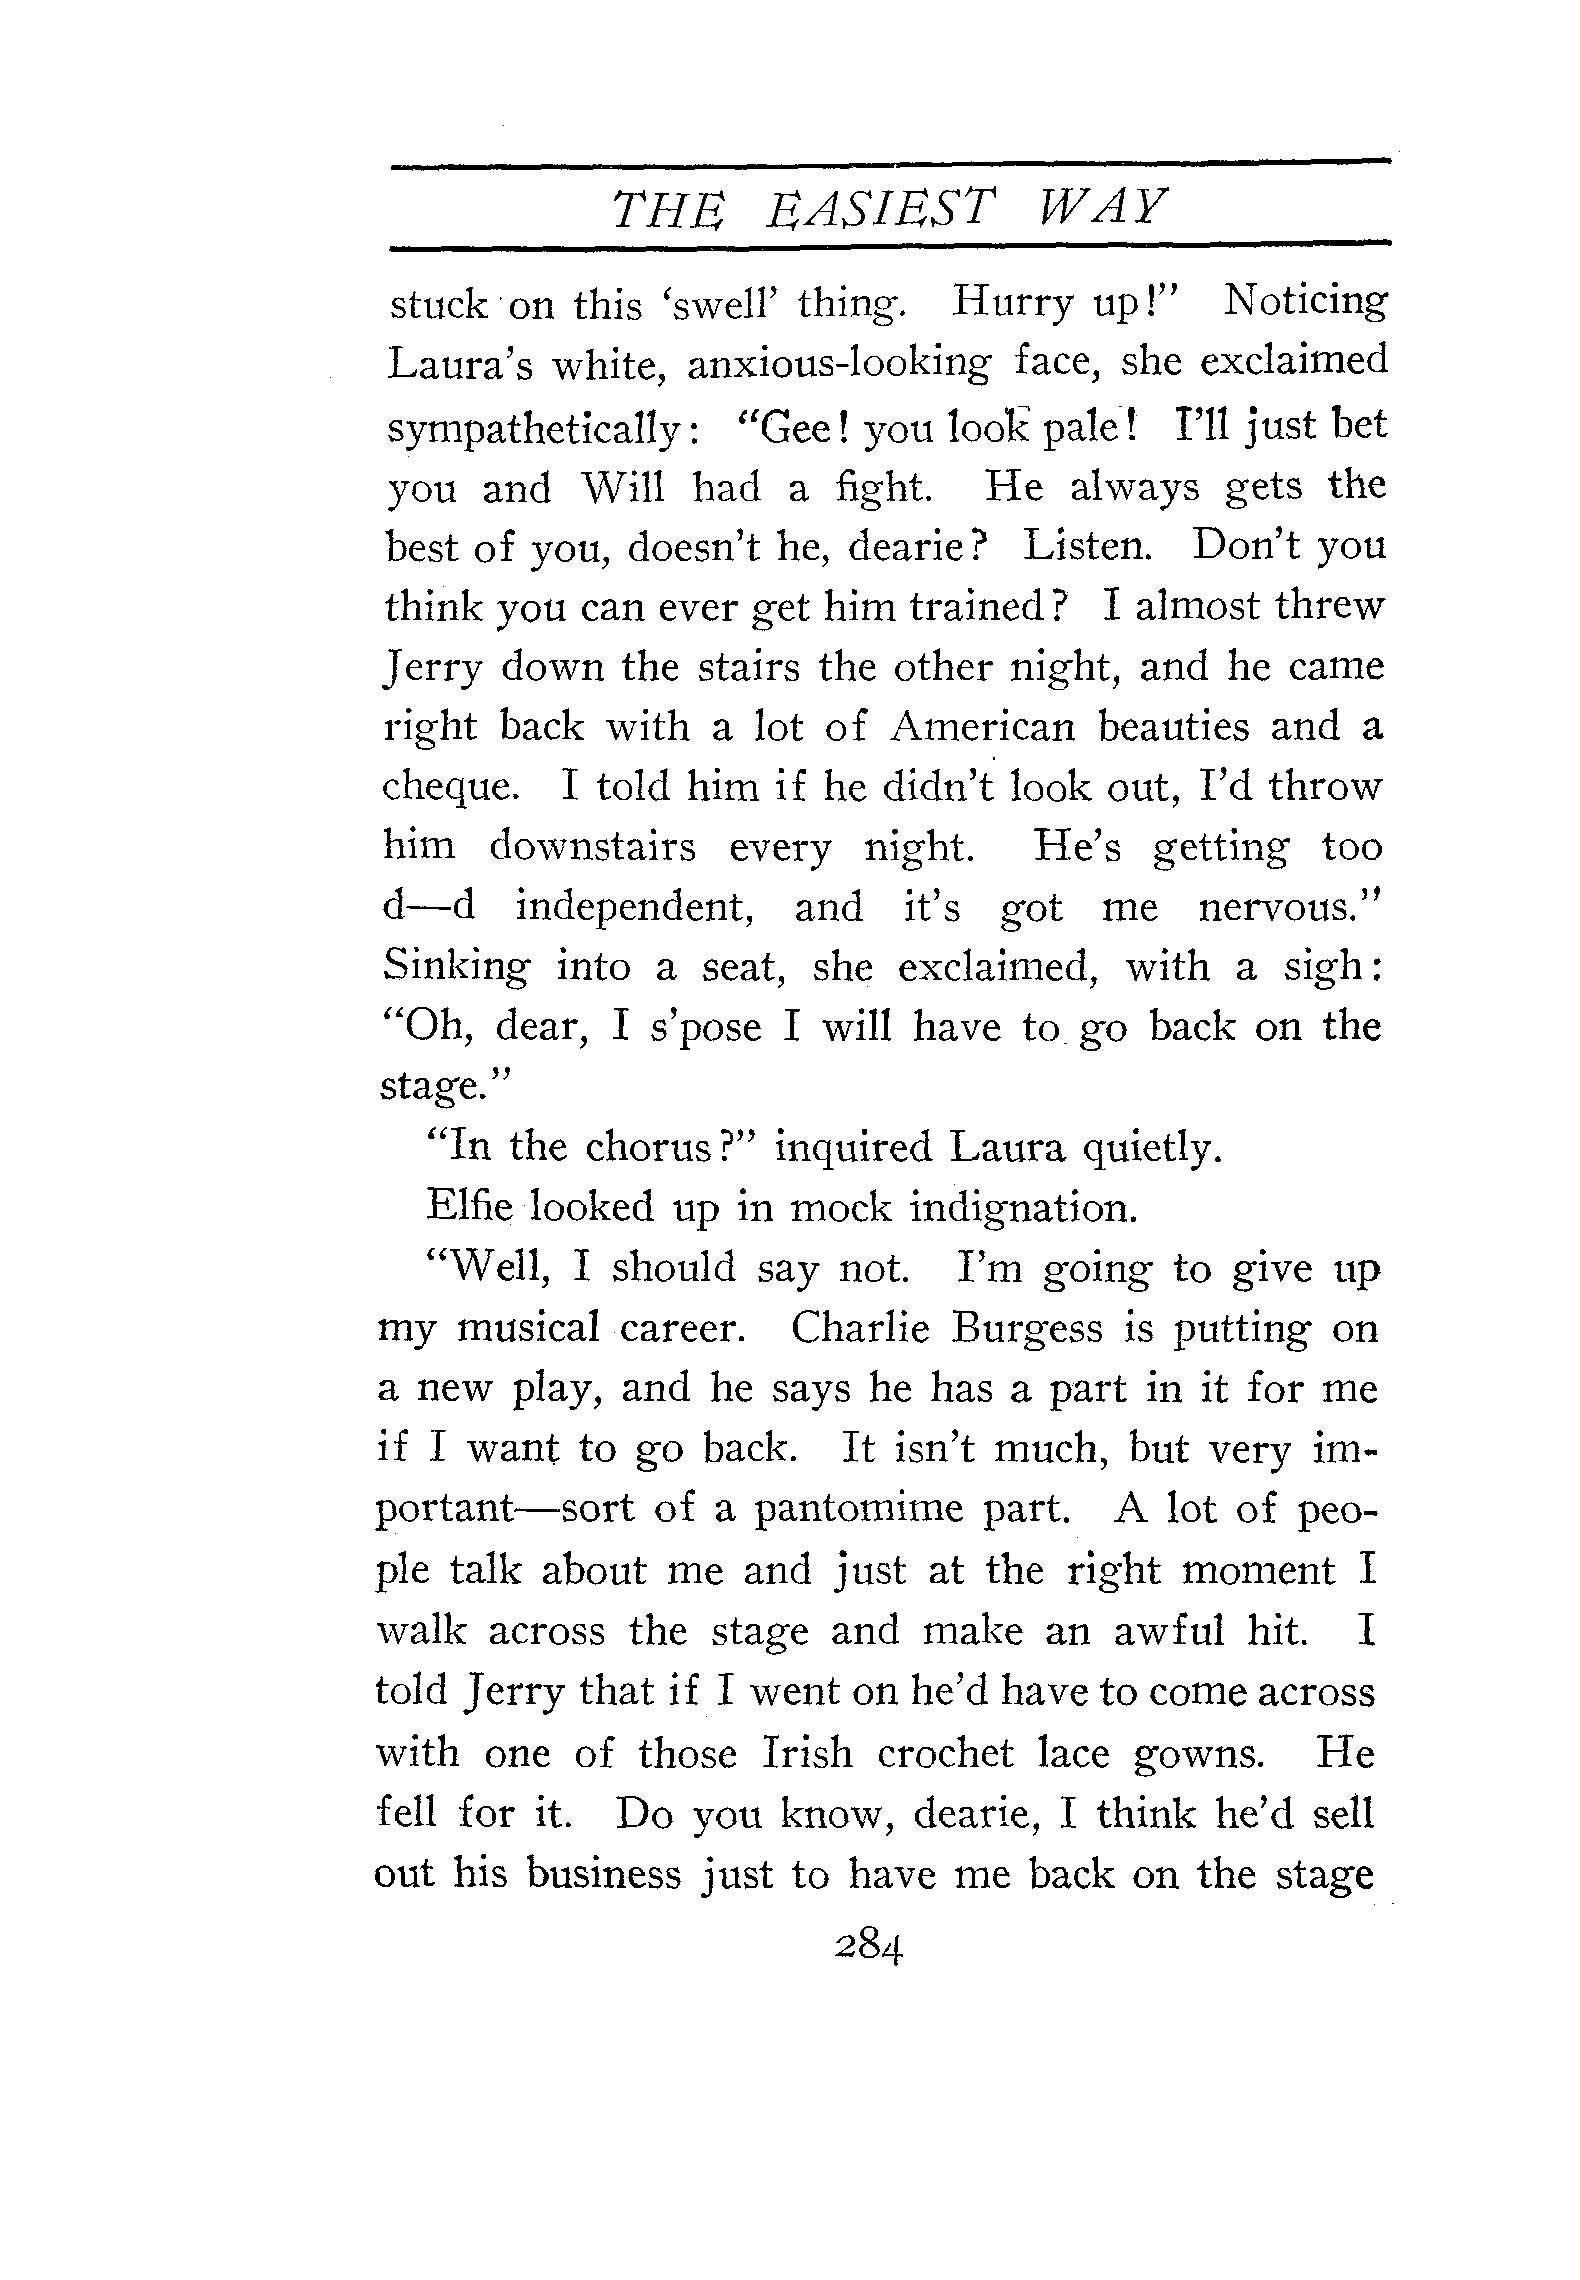 THE EASIEST WAY
stuck on this ‘swell’ thing. Hurry up!” Noticing
Laura’s white, anxious-looking face, she exclaimed
sympathetically: “Gee! you look pale! I’ll just bet
you and Will had a fight. He always gets the
best of you, doesn’t he, dearie? Listen. Don’t you
think you can ever get him trained? I almost threw
Jerry down the stairs the other night, and he came
right back with a lot of American beauties and a
cheque. I told him if he didn’t look out, I’d throw
him downstairs every night. He’s getting too
d—d independent, and it’s got me nervous.”
Sinking into a seat, she exclaimed, with a sigh:
“Oh, dear, I s’pose I will have to go back on the
stage.”
“In the chorus?” inquired Laura quietly.
Elfie looked up in mock indignation.
“Well, I should say not. I’m going to give up
my musical career. Charlie Burgess is putting on
a new play, and he says he has a part in it for me
if I want to go back. It isn’t much, but very im-
portant—sort of a pantomime part. A lot of peo-
ple talk about me and just at the right moment I
walk across the stage and make an awful hit. I
told Jerry that if I went on he’d have to come across
with one of those Irish crochet lace gowns. He
fell for it. Do you know, dearie, I think he’d sell
out his business just to have me back on the stage
284